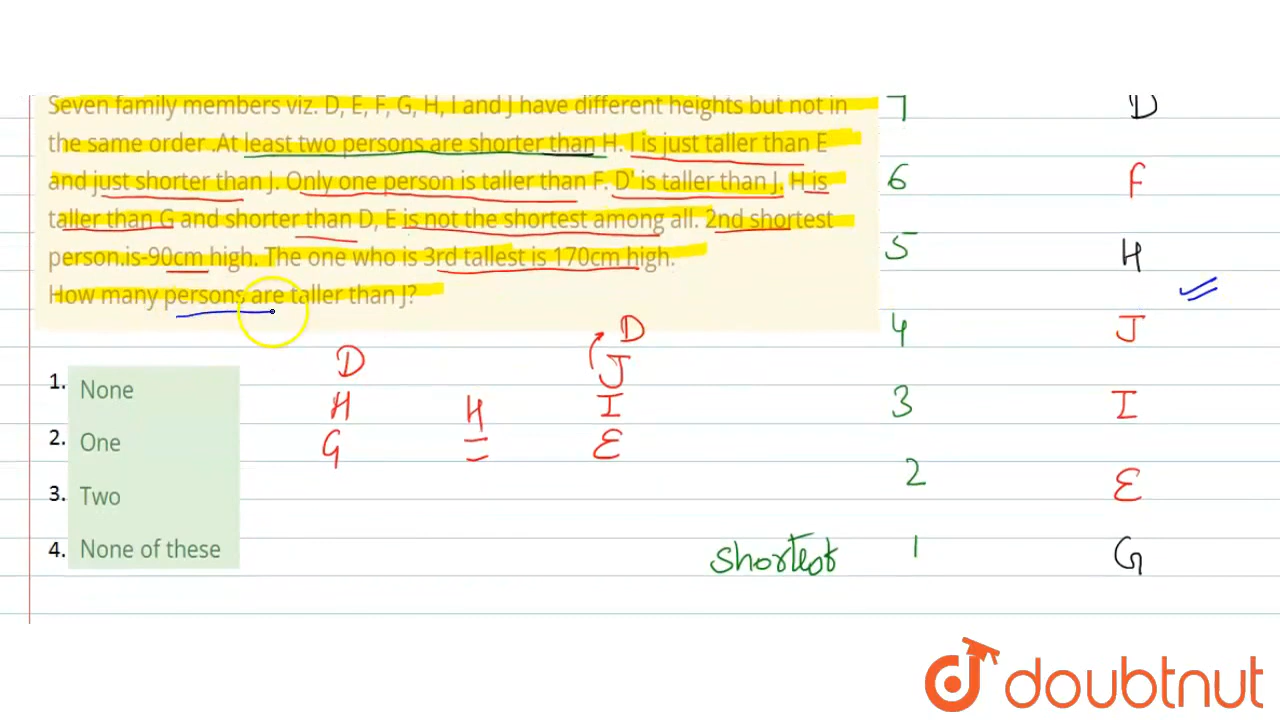 Seven family members viz. D, E, F, G, H, I and J have different heights but not in
the same order .At least two persons are shorter than H. I is just taller than E
and just shorter than J. Only one person is taller than F. D' is taller than J. H is
taller than G and shorter than D, E is not the shortest among all. 2nd shortest
person.is-90cm high. The one who is 3rd tallest is 170cm high.
How many persons are taller than J?
1. None
2. One
3. Two
4. None of these
D
H
G
H
D
J
I
E
7 D
6 F
5 H
4 J
3 I
2 E
shortest 1 G
doubtnut